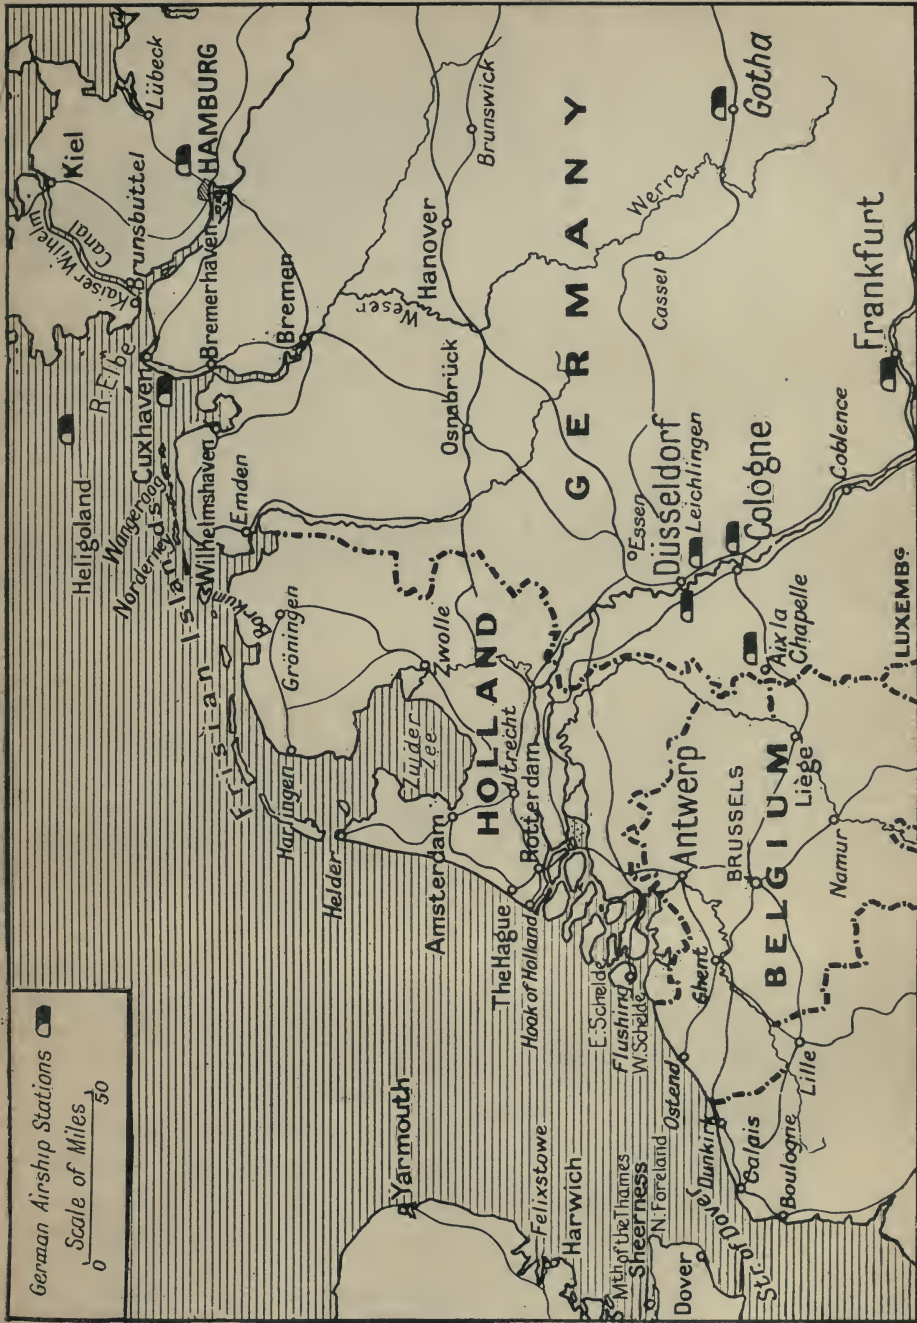 German Airship Stations
Scale of Miles
0 50
Kiel
Lübeck
Kaiser Wilhelm
Canal
Brunsbüttel
HAMBURG
Heligoland
R. Elbe
Cuxhaven
Bremerhaven
Bremen
Wangeroog
Norderney
Wilhelmshaven
Frisian Islands
Borkum
Emden
Gröningen
Harlingen
Helder
Zuider
Zee
Zwolle
Amsterdam
HOLLAND
Utrecht
The Hague
Rotterdam
Hook of Holland
E. Schelde
Flushing
W. Schelde
Weser
Hanover
Brunswick
Osnabrück
GERMANY
Werra
Gotha
Cassel
Essen
Düsseldorf
Leichlingen
Cologne
Coblence
Frankfurt
Aix la
Chapelle
LUXEMBG
Antwerp
BRUSSELS
BELGIUM
Liège
Namur
Ghent
Ostend
Lille
Dunkirk
Calais
Boulogne
Yarmouth
Felixstowe
Harwich
Mth of the Thames
Sheerness
N. Foreland
Dover
Str. of Dover